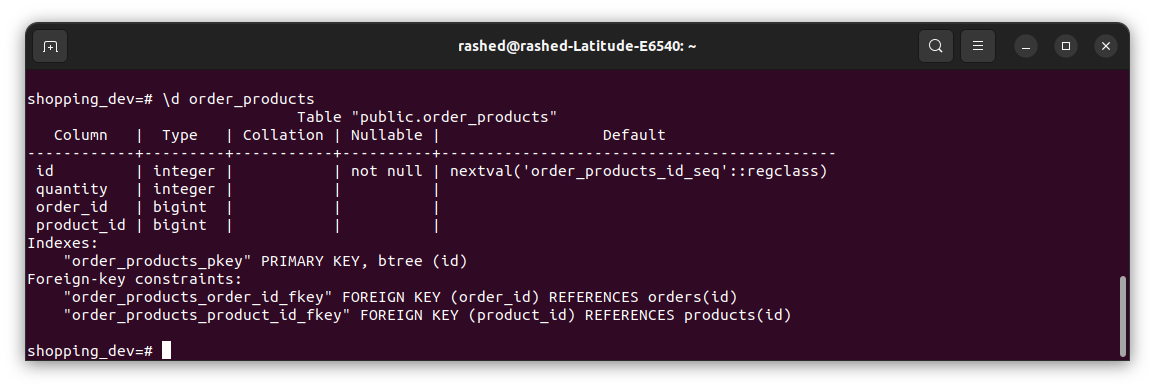 rashed@rashed-Latitude-E6540: ~
shopping_dev=# \d order_products
                              Table "public.order_products"
   Column   |  Type   | Collation | Nullable |                  Default
------------+---------+-----------+----------+--------------------------------------------
 id         | integer |           | not null | nextval('order_products_id_seq'::regclass)
 quantity   | integer |           |          |
 order_id   | bigint  |           |          |
 product_id | bigint  |           |          |
Indexes:
    "order_products_pkey" PRIMARY KEY, btree (id)
Foreign-key constraints:
    "order_products_order_id_fkey" FOREIGN KEY (order_id) REFERENCES orders(id)
    "order_products_product_id_fkey" FOREIGN KEY (product_id) REFERENCES products(id)
shopping_dev=#